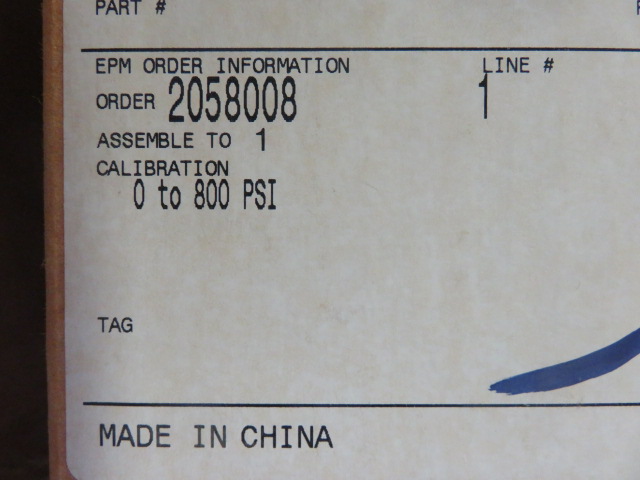 PART #
EPM ORDER INFORMATION LINE #
ORDER 2058008 1
ASSEMBLE TO 1
CALIBRATION
0 to 800 PSI
TAG
MADE IN CHINA